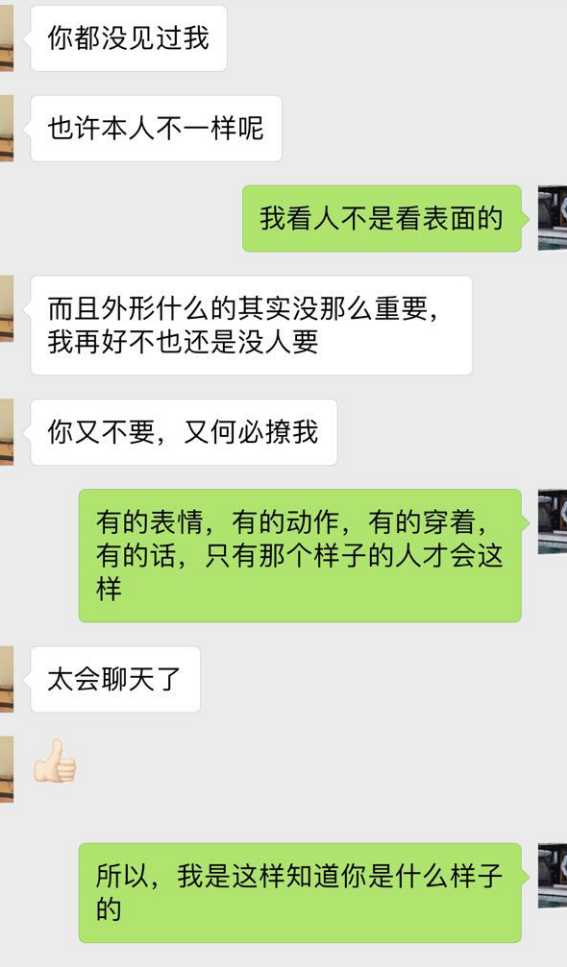 你都没见过我
也许本人不一样呢
我看人不是看表面的
而且外形什么的其实没那么重要，
我再好不也还是没人要
你又不要，又何必撩我
有的表情，有的动作，有的穿着，
有的话，只有那个样子的人才会这
样
太会聊天了
所以，我是这样知道你是什么样子
的